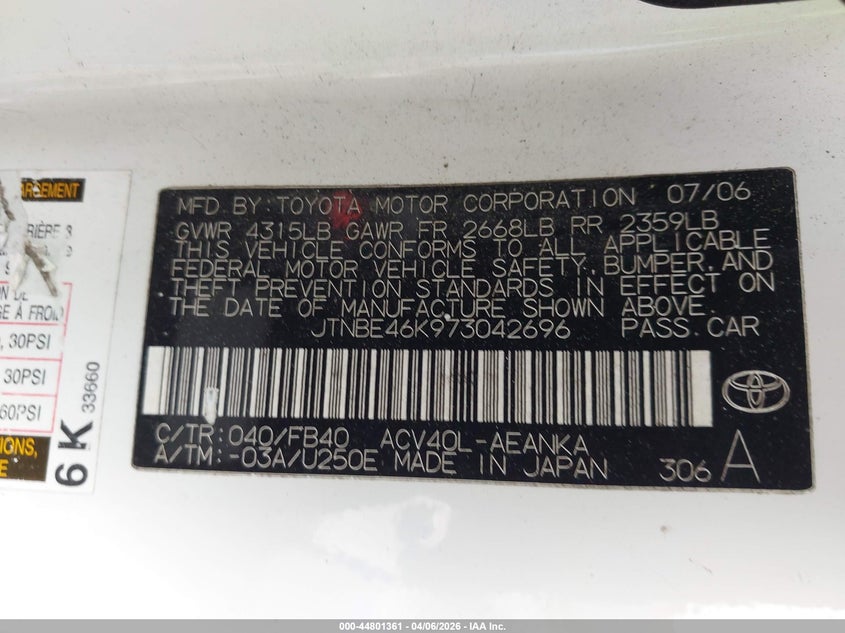 ARGEMENT
30PSI
30PSI
60PSI
6 K 33660
MFD BY: TOYOTA MOTOR CORPORATION 07/06
GVWR 4315LB GAWR FR 2668LB RR 2359LB
THIS VEHICLE CONFORMS TO ALL APPLICABLE
FEDERAL MOTOR VEHICLE SAFETY, BUMPER, AND
THEFT PREVENTION STANDARDS IN EFFECT ON
THE DATE OF MANUFACTURE SHOWN ABOVE.
JTNBE46K973042696 PASS.CAR
C/TR: 040/FB40 ACV40L-AEANKA
A/TM: -03A/U250E MADE IN JAPAN 306 A
000-44801361 - 04/06/2026 - IAA Inc.